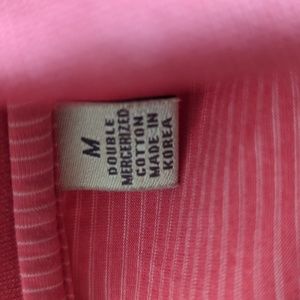 M
DOUBLE
MERCERIZED
COTTON
MADE IN
KOREA